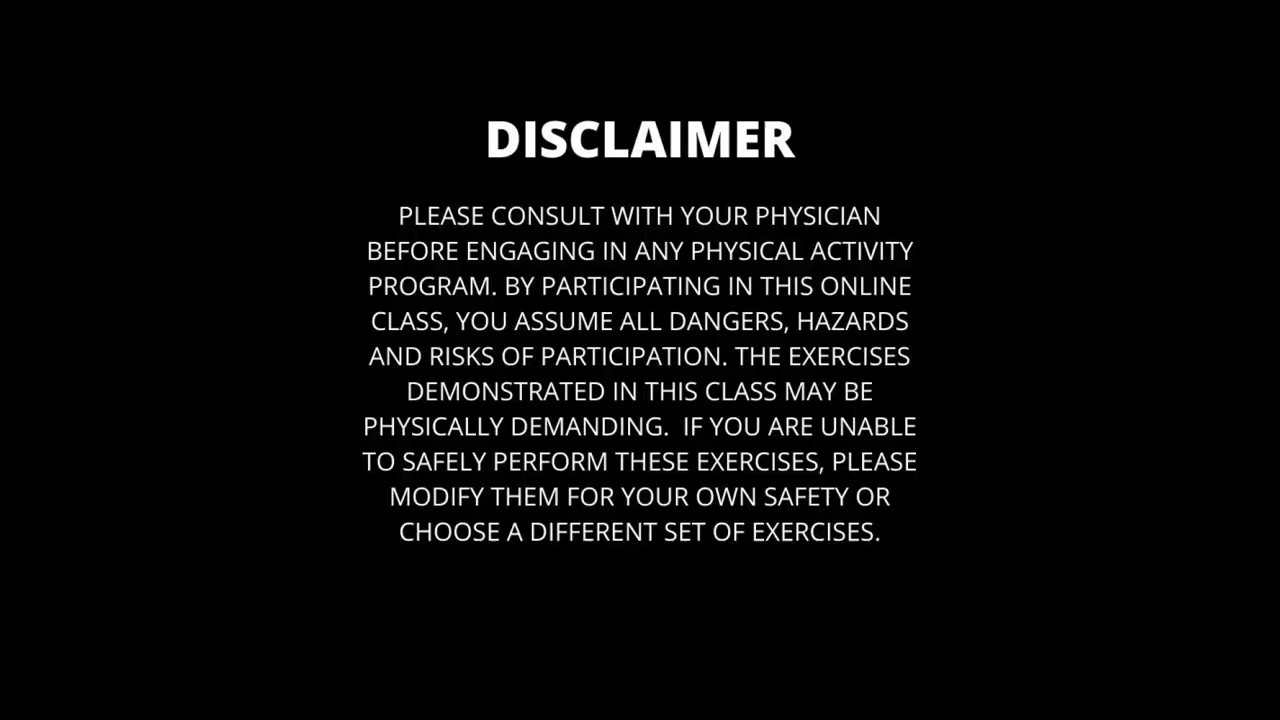 DISCLAIMER
PLEASE CONSULT WITH YOUR PHYSICIAN
BEFORE ENGAGING IN ANY PHYSICAL ACTIVITY
PROGRAM. BY PARTICIPATING IN THIS ONLINE
CLASS, YOU ASSUME ALL DANGERS, HAZARDS
AND RISKS OF PARTICIPATION. THE EXERCISES
DEMONSTRATED IN THIS CLASS MAY BE
PHYSICALLY DEMANDING.  IF YOU ARE UNABLE
TO SAFELY PERFORM THESE EXERCISES, PLEASE
MODIFY THEM FOR YOUR OWN SAFETY OR
CHOOSE A DIFFERENT SET OF EXERCISES.